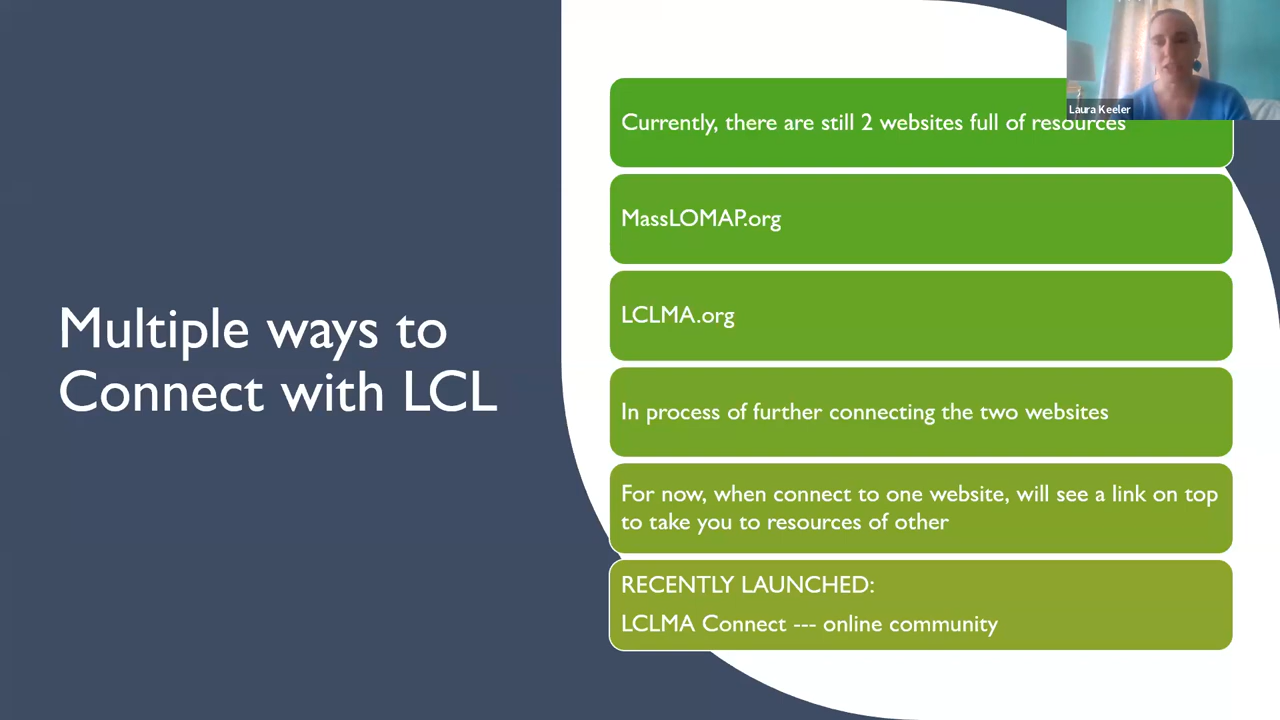 Multiple ways to
Connect with LCL
Currently, there are still 2 websites full of resources
MassLOMAP.org
LCLMA.org
In process of further connecting the two websites
For now, when connect to one website, will see a link on top
to take you to resources of other
RECENTLY LAUNCHED:
LCLMA Connect --- online community
Laura Keeler